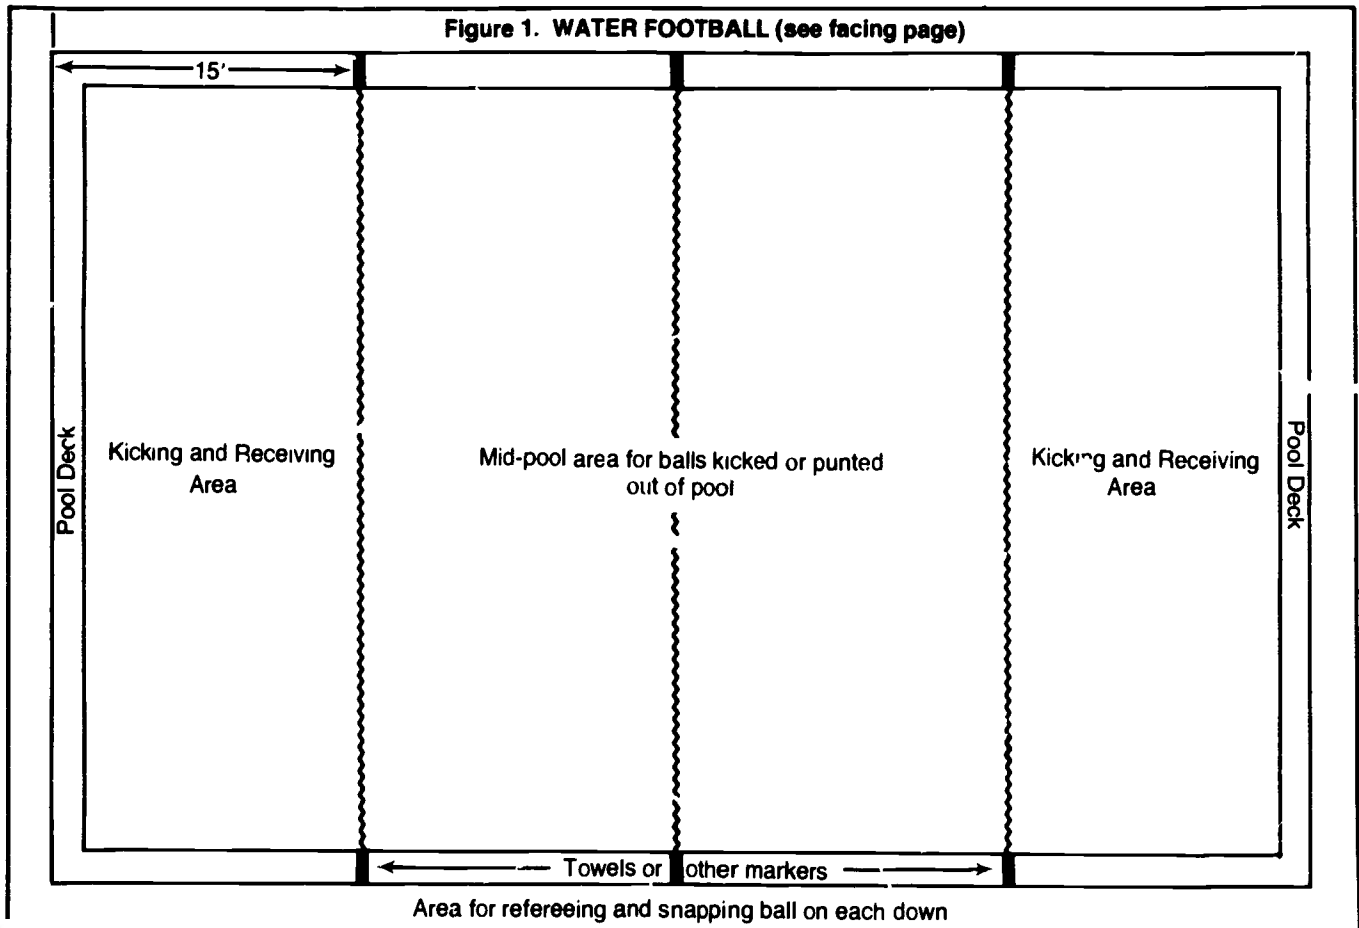 Figure 1. WATER FOOTBALL (see facing page)
15'
Pool Deck
Kicking and Receiving
Area
Mid-pool area for balls kicked or punted
out of pool
Kicking and Receiving
Area
Pool Deck
Towels or other markers
Area for refereeing and snapping ball on each down